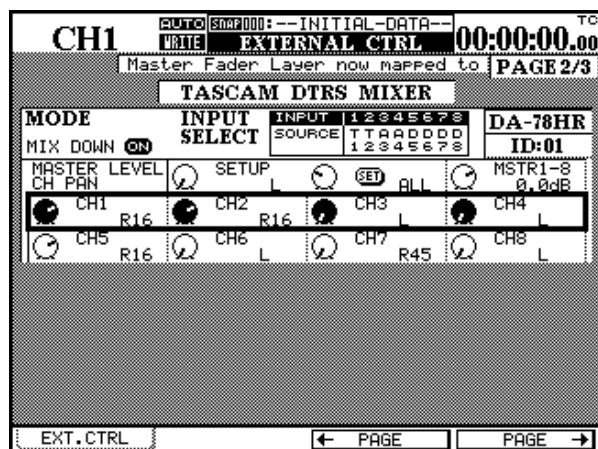 CH1 AUTO SNAP000:--INITIAL-DATA-- TC
WRITE EXTERNAL CTRL 00:00:00.00
Master Fader Layer now mapped to PAGE 2/3
TASCAM DTRS MIXER
MODE INPUT SELECT INPUT 1 2 3 4 5 6 7 8 DA-78HR
MIX DOWN ON SOURCE T T A A D D D D ID:01
1 2 3 4 5 6 7 8
MASTER LEVEL SETUP SET MSTR1-8
CH PAN L ALL 0.0dB
CH1 CH2 CH3 CH4
R16 R16 L L
CH5 CH6 CH7 CH8
R16 L R45 L
EXT.CTRL ← PAGE PAGE →